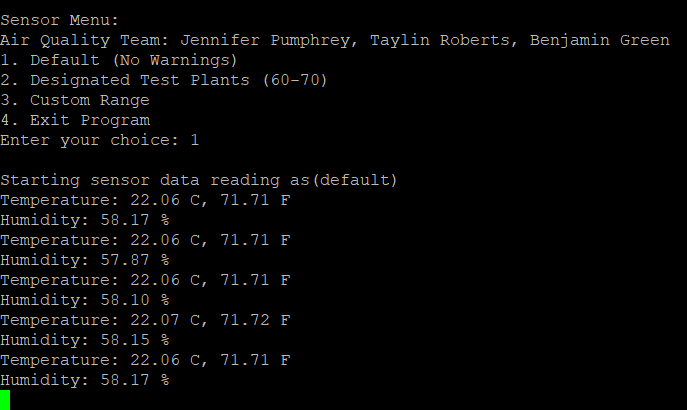 Sensor Menu:
Air Quality Team: Jennifer Pumphrey, Taylin Roberts, Benjamin Green
1. Default (No Warnings)
2. Designated Test Plants (60-70)
3. Custom Range
4. Exit Program
Enter your choice: 1
Starting sensor data reading as(default)
Temperature: 22.06 C, 71.71 F
Humidity: 58.17 %
Temperature: 22.06 C, 71.71 F
Humidity: 57.87 %
Temperature: 22.06 C, 71.71 F
Humidity: 58.10 %
Temperature: 22.07 C, 71.72 F
Humidity: 58.15 %
Temperature: 22.06 C, 71.71 F
Humidity: 58.17 %